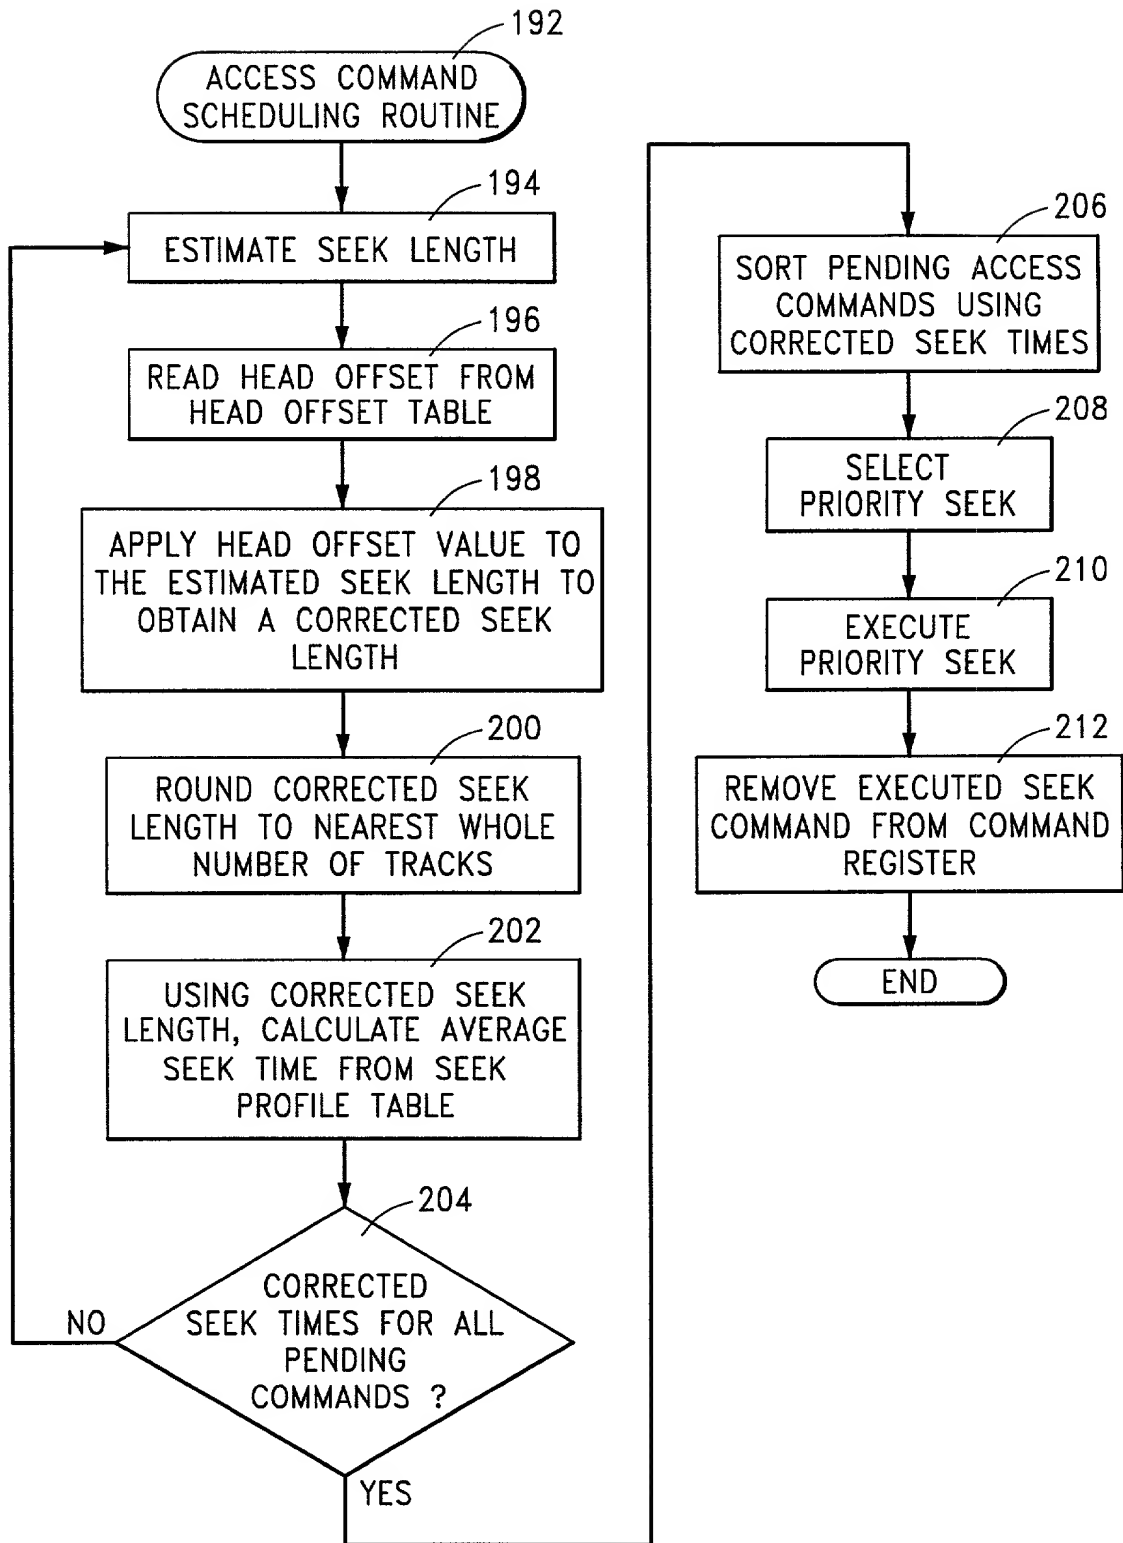 192
ACCESS COMMAND
SCHEDULING ROUTINE
194
ESTIMATE SEEK LENGTH
196
READ HEAD OFFSET FROM
HEAD OFFSET TABLE
198
APPLY HEAD OFFSET VALUE TO
THE ESTIMATED SEEK LENGTH TO
OBTAIN A CORRECTED SEEK
LENGTH
200
ROUND CORRECTED SEEK
LENGTH TO NEAREST WHOLE
NUMBER OF TRACKS
202
USING CORRECTED SEEK
LENGTH, CALCULATE AVERAGE
SEEK TIME FROM SEEK
PROFILE TABLE
204
CORRECTED
SEEK TIMES FOR ALL
PENDING
COMMANDS ?
NO
YES
206
SORT PENDING ACCESS
COMMANDS USING
CORRECTED SEEK TIMES
208
SELECT
PRIORITY SEEK
210
EXECUTE
PRIORITY SEEK
212
REMOVE EXECUTED SEEK
COMMAND FROM COMMAND
REGISTER
END